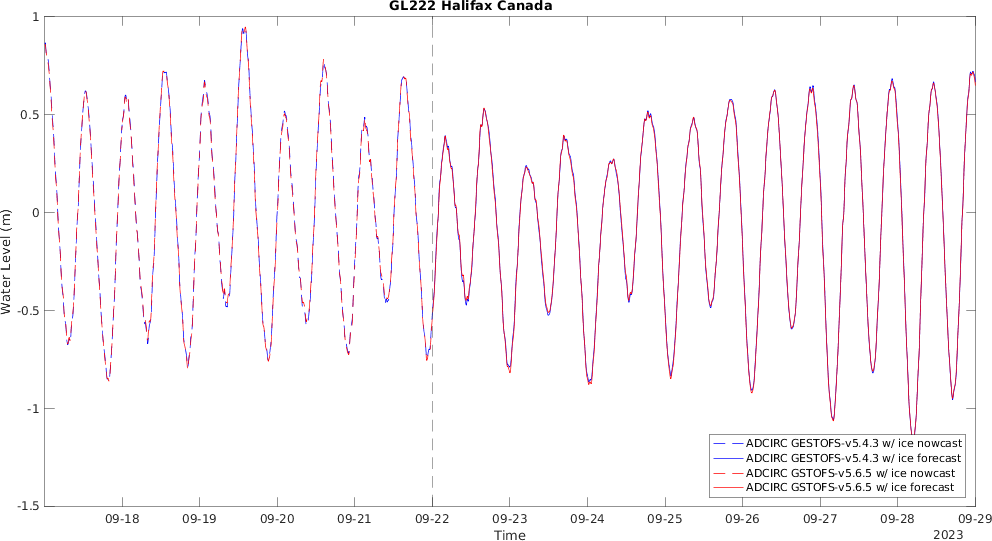 GL222 Halifax Canada
1
0.5
0
-0.5
-1
-1.5
Water Level (m)
ADCIRC GESTOFS-v5.4.3 w/ ice nowcast
ADCIRC GESTOFS-v5.4.3 w/ ice forecast
ADCIRC GSTOFS-v5.6.5 w/ ice nowcast
ADCIRC GSTOFS-v5.6.5 w/ ice forecast
09-18 09-19 09-20 09-21 09-22 09-23 09-24 09-25 09-26 09-27 09-28 09-29
Time
2023